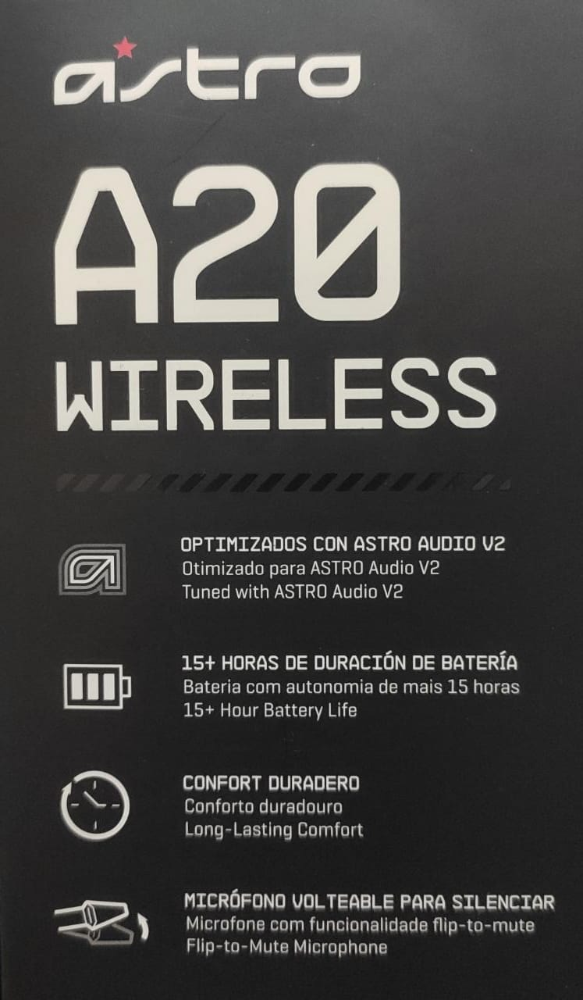 astro
A20
WIRELESS
OPTIMIZADOS CON ASTRO AUDIO V2
Otimizado para ASTRO Audio V2
Tuned with ASTRO Audio V2
15+ HORAS DE DURACIÓN DE BATERÍA
Bateria com autonomia de mais 15 horas
15+ Hour Battery Life
CONFORT DURADERO
Conforto duradouro
Long-Lasting Comfort
MICRÓFONO VOLTEABLE PARA SILENCIAR
Microfone com funcionalidade flip-to-mute
Flip-to-Mute Microphone